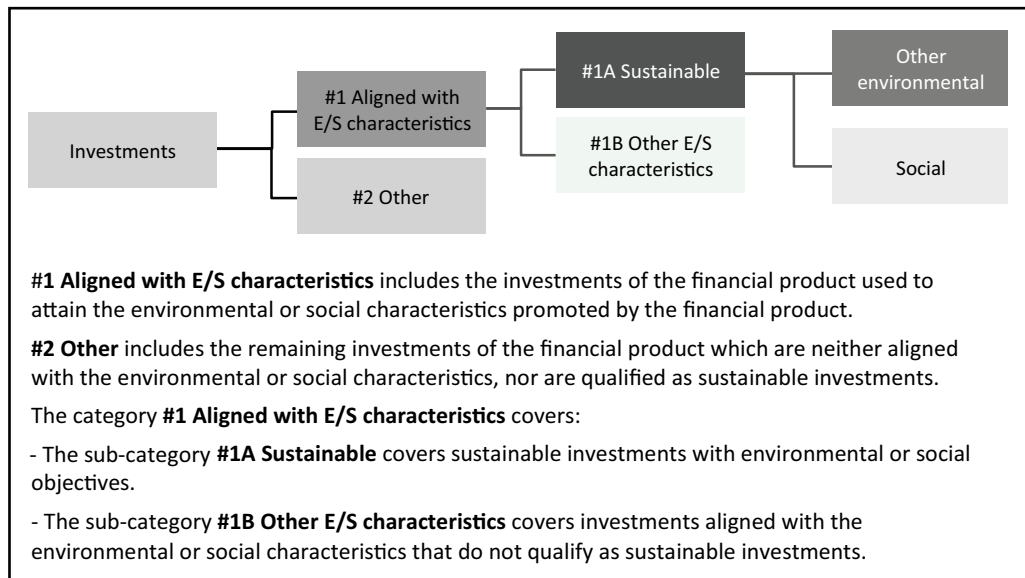 Investments
#1 Aligned with
E/S characteristics
#2 Other
#1A Sustainable
#1B Other E/S
characteristics
Other
environmental
Social
#1 Aligned with E/S characteristics includes the investments of the financial product used to
attain the environmental or social characteristics promoted by the financial product.
#2 Other includes the remaining investments of the financial product which are neither aligned
with the environmental or social characteristics, nor are qualified as sustainable investments.
The category #1 Aligned with E/S characteristics covers:
- The sub-category #1A Sustainable covers sustainable investments with environmental or social
objectives.
- The sub-category #1B Other E/S characteristics covers investments aligned with the
environmental or social characteristics that do not qualify as sustainable investments.